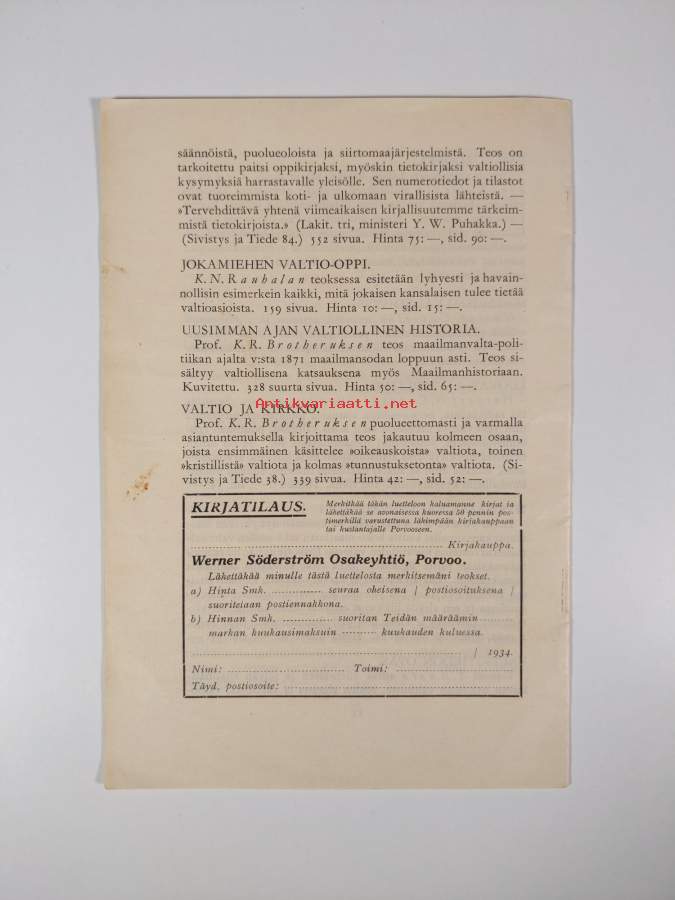 säännöistä, puolueoloista ja siirtomaajärjestelmistä. Teos on
tarkoitettu paitsi oppikirjaksi, myöskin tietokirjaksi valtiollisia
kysymyksiä harrastavalle yleisölle. Sen numerotiedot ja tilastot
ovat tuoreimmista koti- ja ulkomaan virallisista lähteistä. —
»Tervehdittävä yhtenä viimeaikaisen kirjallisuutemme tärkeim-
mistä tietokirjoista.» (Lakit. tri, ministeri Y. W. Puhakka.) —
(Sivistys ja Tiede 84.) 552 sivua. Hinta 75: —, sid. 90: —.
JOKAMIEHEN VALTIO-OPPI.
K. N. Rauhalan teoksessa esitetään lyhyesti ja havain-
nollisin esimerkein kaikki, mitä jokaisen kansalaisen tulee tietää
valtioasioista. 159 sivua. Hinta 10: —, sid. 15: —.
UUSIMMAN AJAN VALTIOLLINEN HISTORIA.
Prof. K. R. Brotheruksen teos maailmanvalta-poli-
tiikan ajalta v:sta 1871 maailmansodan loppuun asti. Teos si-
sältyy valtiollisena katsauksena myös Maailmanhistoriaan.
Kuvitettu. 328 suurta sivua. Hinta 50: —, sid. 65: —.
Antikvariaatti.net
VALTIO JA KIRKKO.
Prof. K. R. Brotheruksen puolueettomasti ja varmalla
asiantuntemuksella kirjoittama teos jakautuu kolmeen osaan,
joista ensimmäinen käsittelee »oikeauskoista» valtiota, toinen
»kristillistä» valtiota ja kolmas »tunnustuksetonta» valtiota. (Si-
vistys ja Tiede 38.) 339 sivua. Hinta 42: —, sid. 52: —.
KIRJATILAUS.
Merkitkää tähän luetteloon haluamanne kirjat ja
lähettäkää se avonaisessa kuoressa 50 pennin pos-
timerkillä varustettuna lähimpään kirjakauppaan
tai kustantajalle Porvooseen.
Kirjakauppa.
Werner Söderström Osakeyhtiö, Porvoo.
Lähettäkää minulle tästä luettelosta merkitsemäni teokset.
a) Hinta Smk. .............. seuraa oheisena / postiosoituksena /
suoritetaan postiennakkona.
b) Hinnan Smk. .............. suoritan Teidän määräämin ........
markan kuukausimaksuin .......... kuukauden kuluessa.
/ 1934.
Nimi: .............................. Toimi: ..............................
Täyd. postiosoite: ............................................................